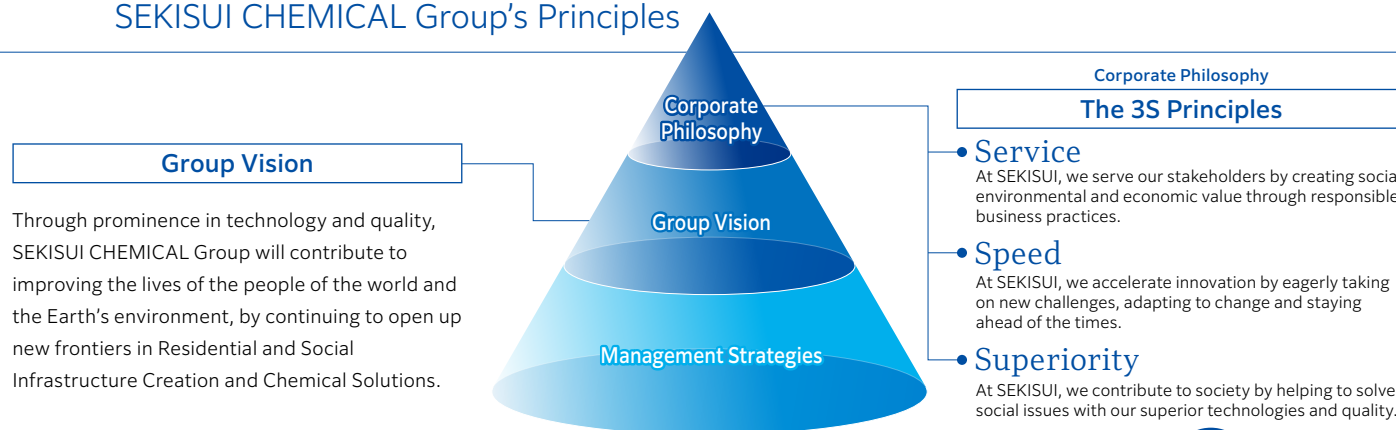 SEKISUI CHEMICAL Group's Principles
Group Vision
Through prominence in technology and quality,
SEKISUI CHEMICAL Group will contribute to
improving the lives of the people of the world and
the Earth's environment, by continuing to open up
new frontiers in Residential and Social
Infrastructure Creation and Chemical Solutions.
Corporate
Philosophy
Group Vision
Management Strategies
Corporate Philosophy
The 3S Principles
Service
At SEKISUI, we serve our stakeholders by creating social
environmental and economic value through responsible
business practices.
Speed
At SEKISUI, we accelerate innovation by eagerly taking
on new challenges, adapting to change and staying
ahead of the times.
Superiority
At SEKISUI, we contribute to society by helping to solve
social issues with our superior technologies and quality.